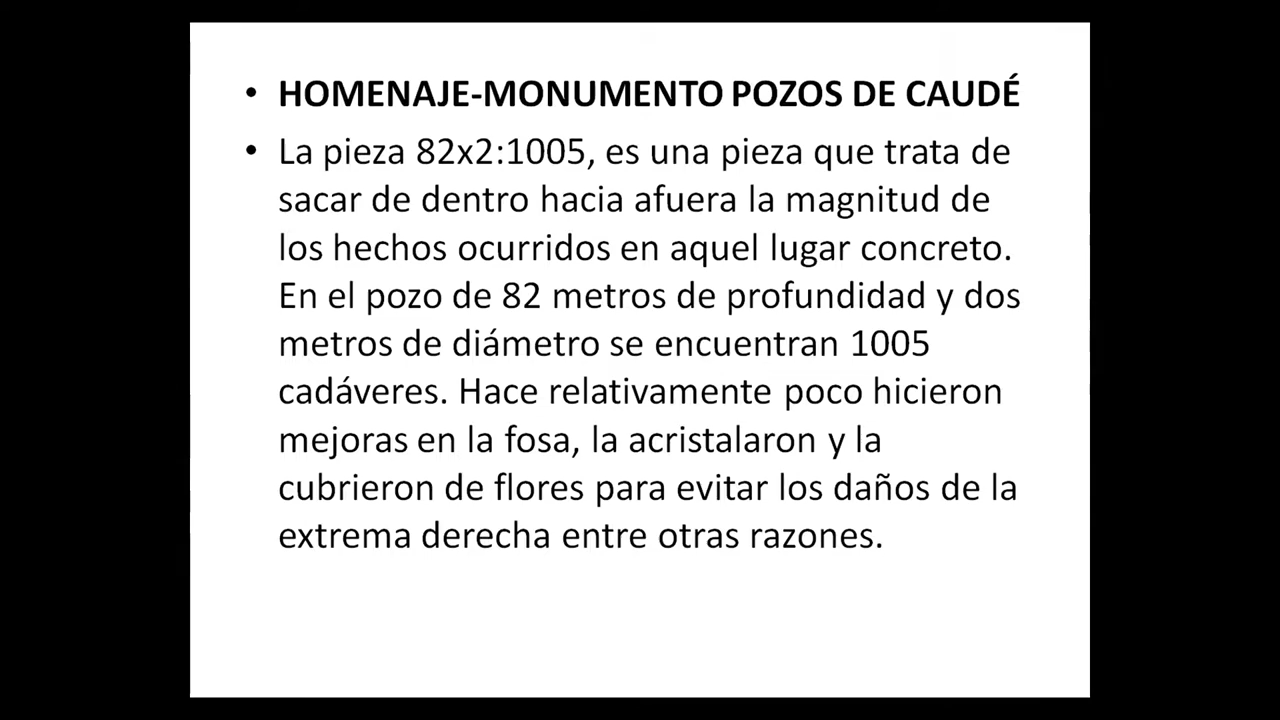 • HOMENAJE-MONUMENTO POZOS DE CAUDÉ
• La pieza 82x2:1005, es una pieza que trata de
sacar de dentro hacia afuera la magnitud de
los hechos ocurridos en aquel lugar concreto.
En el pozo de 82 metros de profundidad y dos
metros de diámetro se encuentran 1005
cadáveres. Hace relativamente poco hicieron
mejoras en la fosa, la acristalaron y la
cubrieron de flores para evitar los daños de la
extrema derecha entre otras razones.